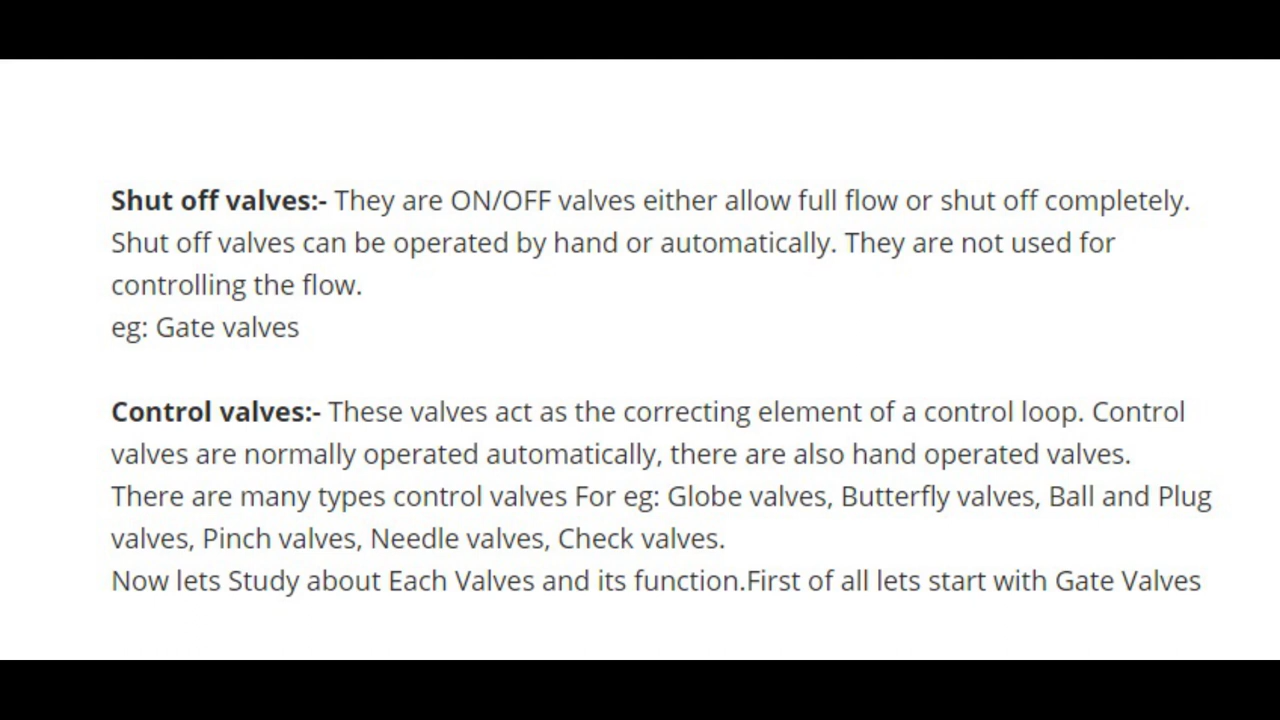 Shut off valves:- They are ON/OFF valves either allow full flow or shut off completely.
Shut off valves can be operated by hand or automatically. They are not used for
controlling the flow.
eg: Gate valves
Control valves:- These valves act as the correcting element of a control loop. Control
valves are normally operated automatically, there are also hand operated valves.
There are many types control valves For eg: Globe valves, Butterfly valves, Ball and Plug
valves, Pinch valves, Needle valves, Check valves.
Now lets Study about Each Valves and its function.First of all lets start with Gate Valves